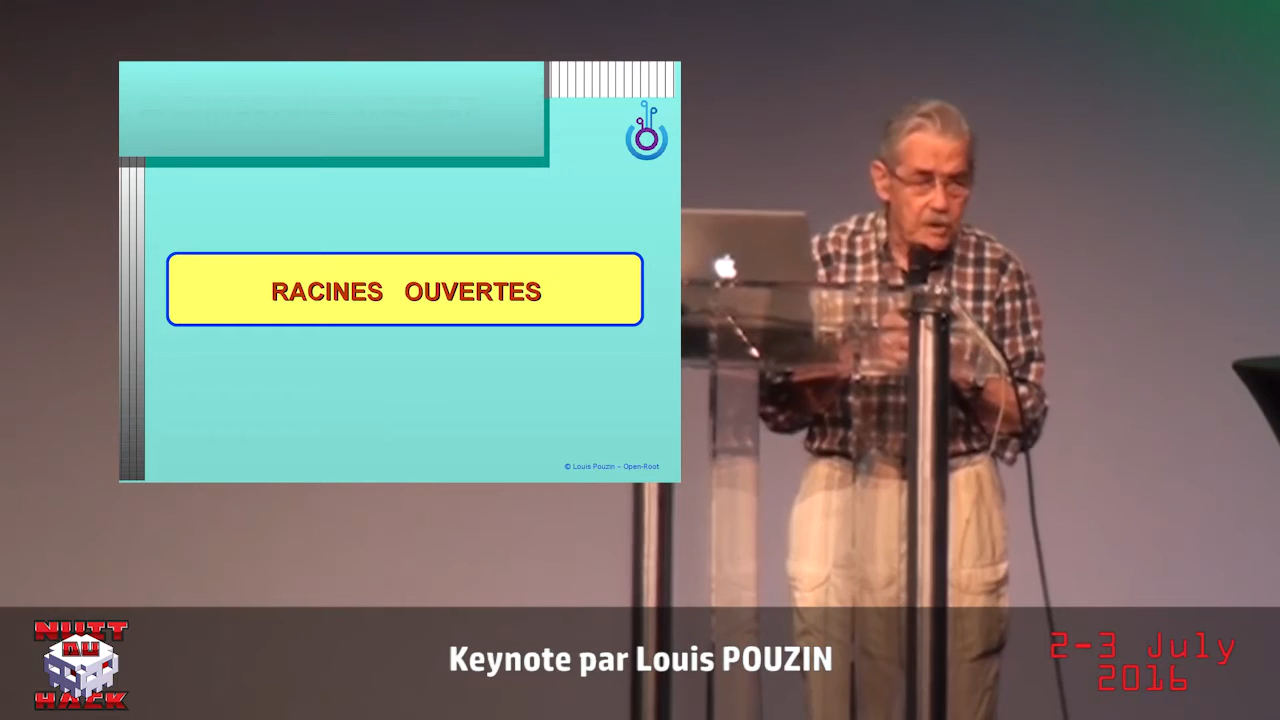 RACINES OUVERTES
© Louis Pouzin – Open-Root
NUIT
DU
HACK
Keynote par Louis POUZIN
2-3 July
2016